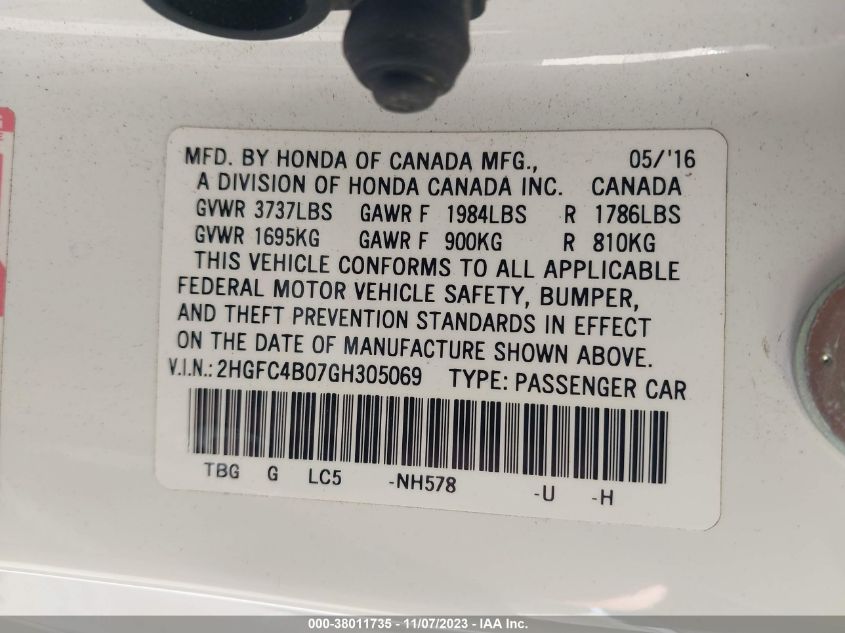 MFD. BY HONDA OF CANADA MFG., 05/'16
A DIVISION OF HONDA CANADA INC. CANADA
GVWR 3737LBS GAWR F 1984LBS R 1786LBS
GVWR 1695KG GAWR F 900KG R 810KG
THIS VEHICLE CONFORMS TO ALL APPLICABLE
FEDERAL MOTOR VEHICLE SAFETY, BUMPER,
AND THEFT PREVENTION STANDARDS IN EFFECT
ON THE DATE OF MANUFACTURE SHOWN ABOVE.
V.I.N.: 2HGFC4B07GH305069 TYPE: PASSENGER CAR
TBG G LC5 -NH578 -U -H
000-38011735 - 11/07/2023 - IAA Inc.